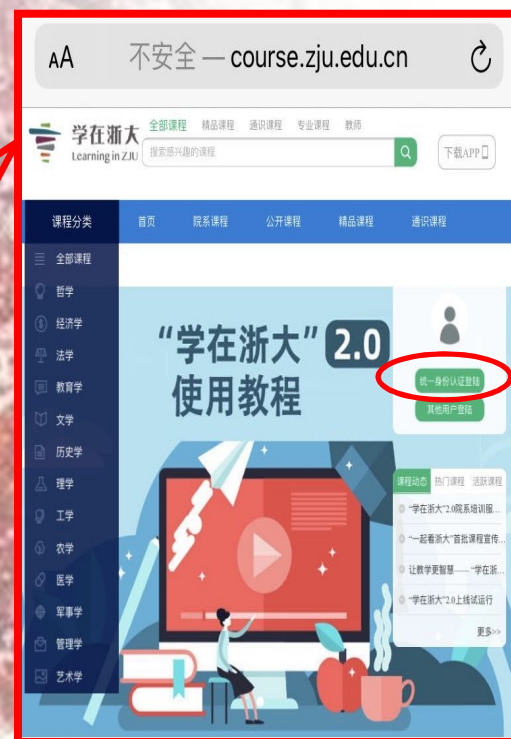 AA 不安全 — course.zju.edu.cn
学在浙大
Learning in ZJU
全部课程 精品课程 通识课程 专业课程 教师
搜索感兴趣的课程
下载APP
课程分类 首页 院系课程 公开课程 精品课程 通识课程
全部课程
哲学
经济学
法学
教育学
文学
历史学
理学
工学
农学
医学
军事学
管理学
艺术学
“学在浙大”2.0
使用教程
统一身份认证登陆
其他用户登陆
课程动态 热门课程 活跃课程
“学在浙大”2.0院系培训服...
“一起看浙大”首批课程宣传...
让教学更智慧——“学在浙...
“学在浙大”2.0上线试运行
更多>>